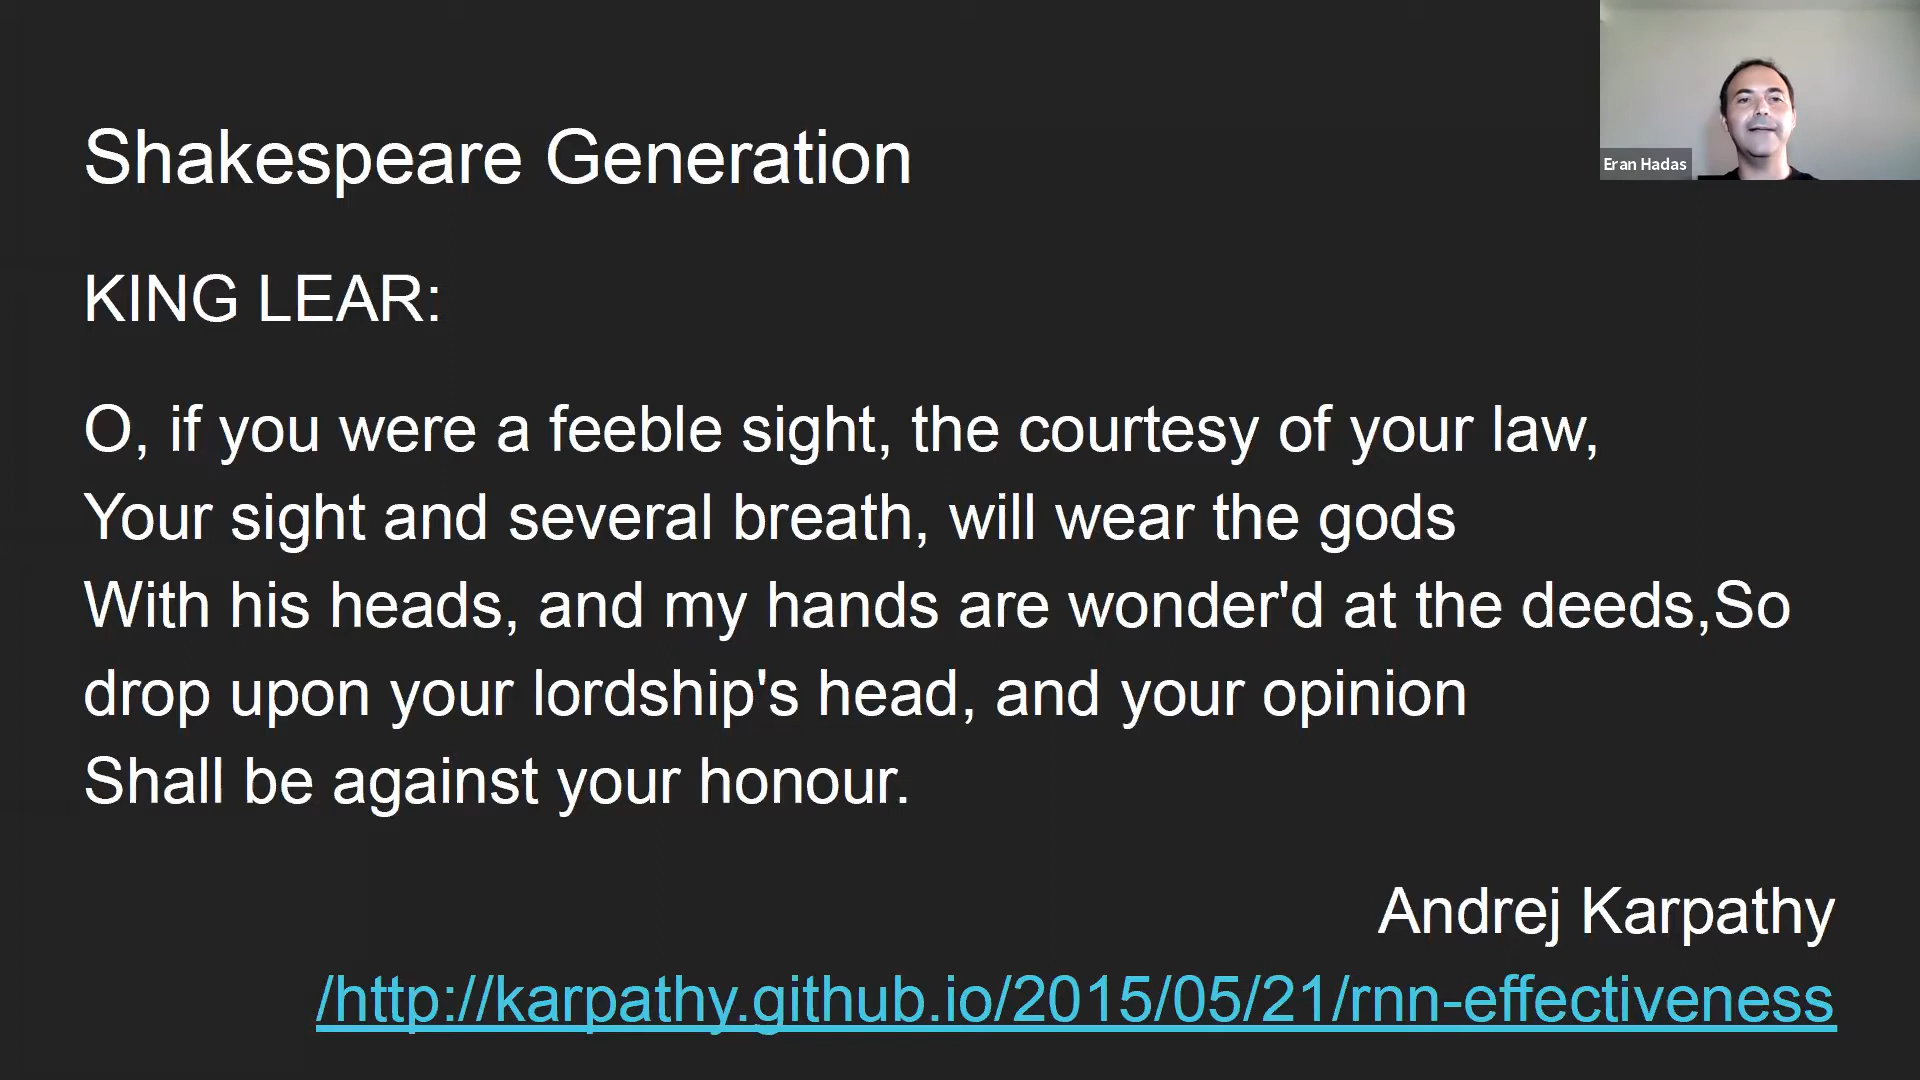 Shakespeare Generation
Eran Hadas
KING LEAR:
O, if you were a feeble sight, the courtesy of your law,
Your sight and several breath, will wear the gods
With his heads, and my hands are wonder'd at the deeds,So
drop upon your lordship's head, and your opinion
Shall be against your honour.
Andrej Karpathy
/http://karpathy.github.io/2015/05/21/rnn-effectiveness